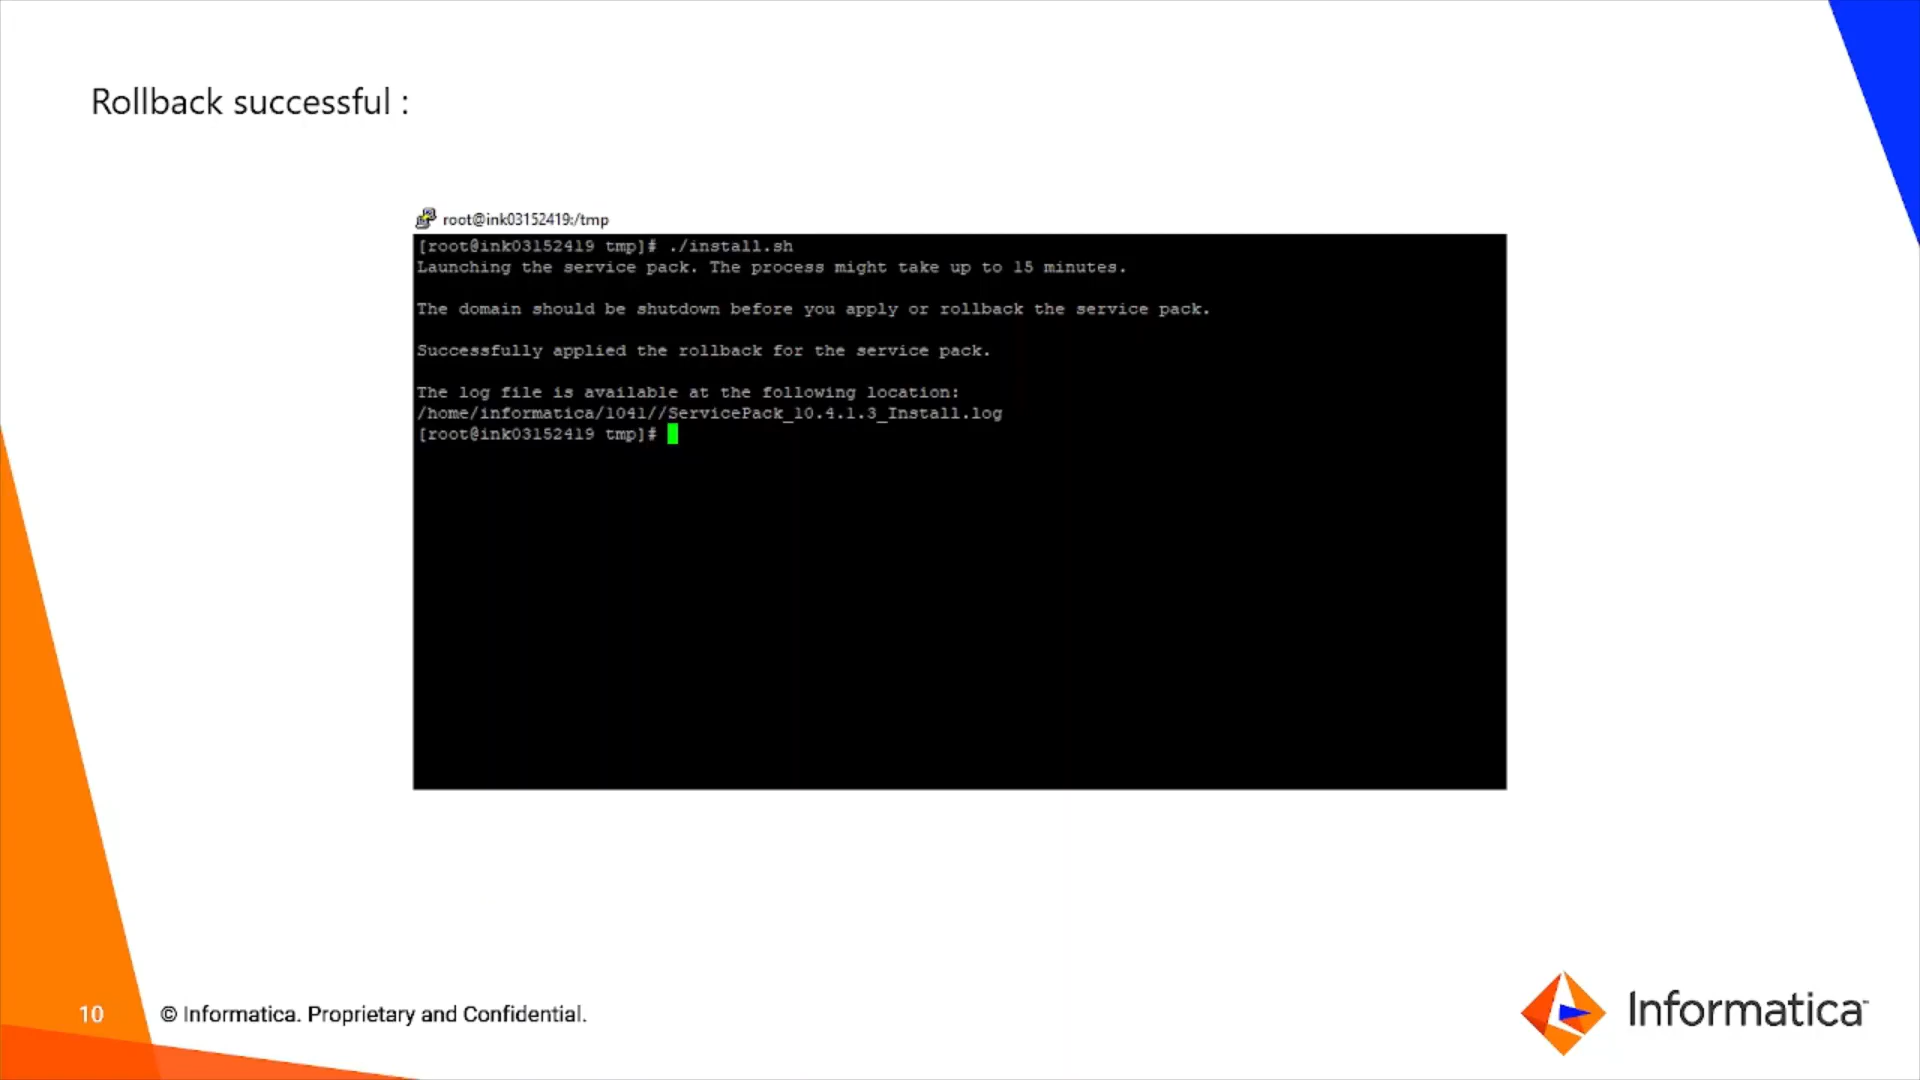 Rollback successful :
root@ink03152419:/tmp
[root@ink03152419 tmp]# ./install.sh
Launching the service pack. The process might take up to 15 minutes.
The domain should be shutdown before you apply or rollback the service pack.
Successfully applied the rollback for the service pack.
The log file is available at the following location:
/home/informatica/1041//ServicePack_10.4.1.3_Install.log
[root@ink03152419 tmp]#
10
© Informatica. Proprietary and Confidential.
Informatica™